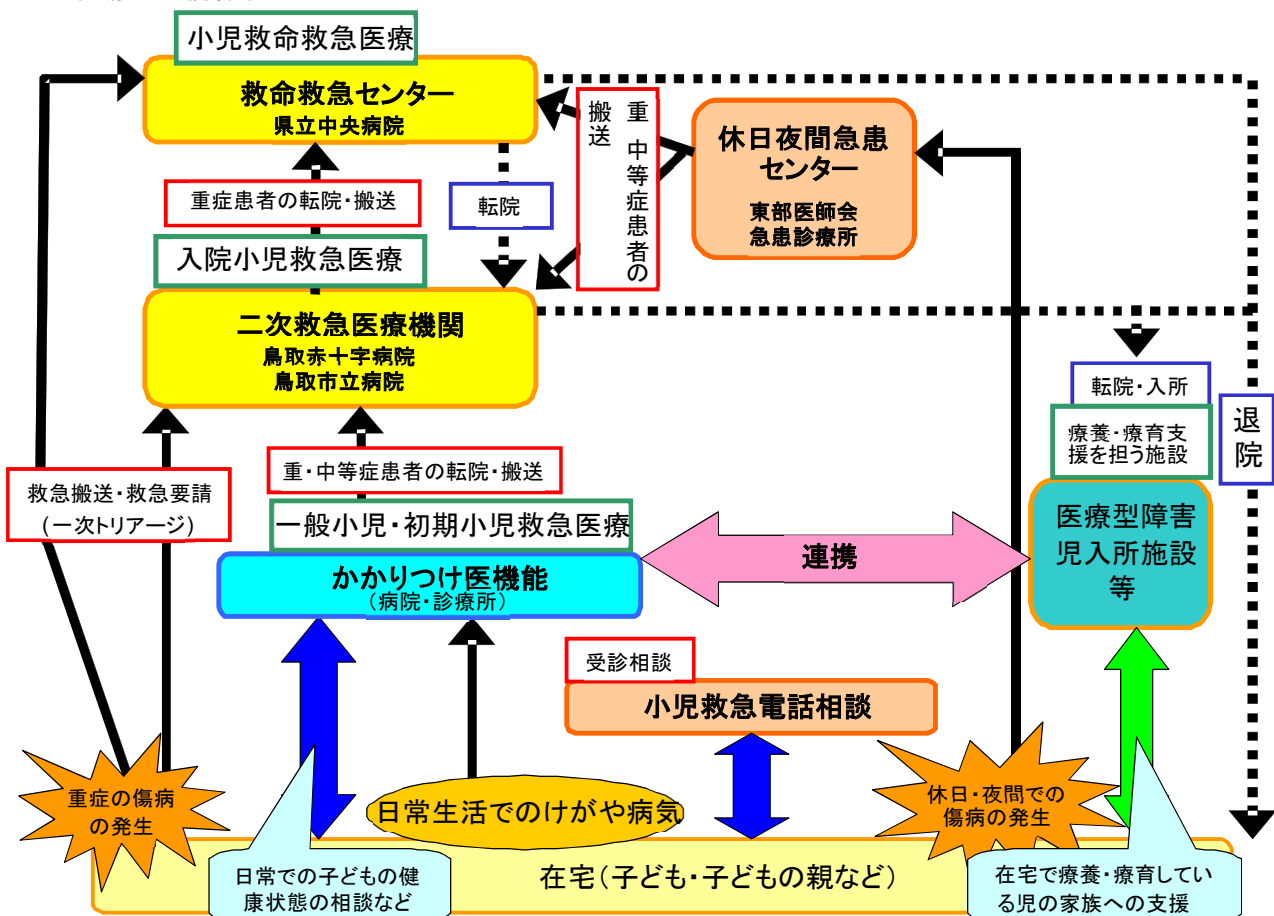 小児救命救急医療
救命救急センター
県立中央病院
重症患者の転院・搬送
転院
重 中等症患者の
搬送
休日夜間急患
センター
東部医師会
急患診療所
入院小児救急医療
二次救急医療機関
鳥取赤十字病院
鳥取市立病院
転院・入所
療養・療育支
援を担う施設
退院
医療型障害
児入所施設
等
救急搬送・救急要請
(一次トリアージ)
重・中等症患者の転院・搬送
一般小児・初期小児救急医療
かかりつけ医機能
(病院・診療所)
連携
受診相談
小児救急電話相談
重症の傷病
の発生
日常生活でのけがや病気
休日・夜間での
傷病の発生
在宅(子ども・子どもの親など)
日常での子どもの健
康状態の相談など
在宅で療養・療育してい
る児の家族への支援